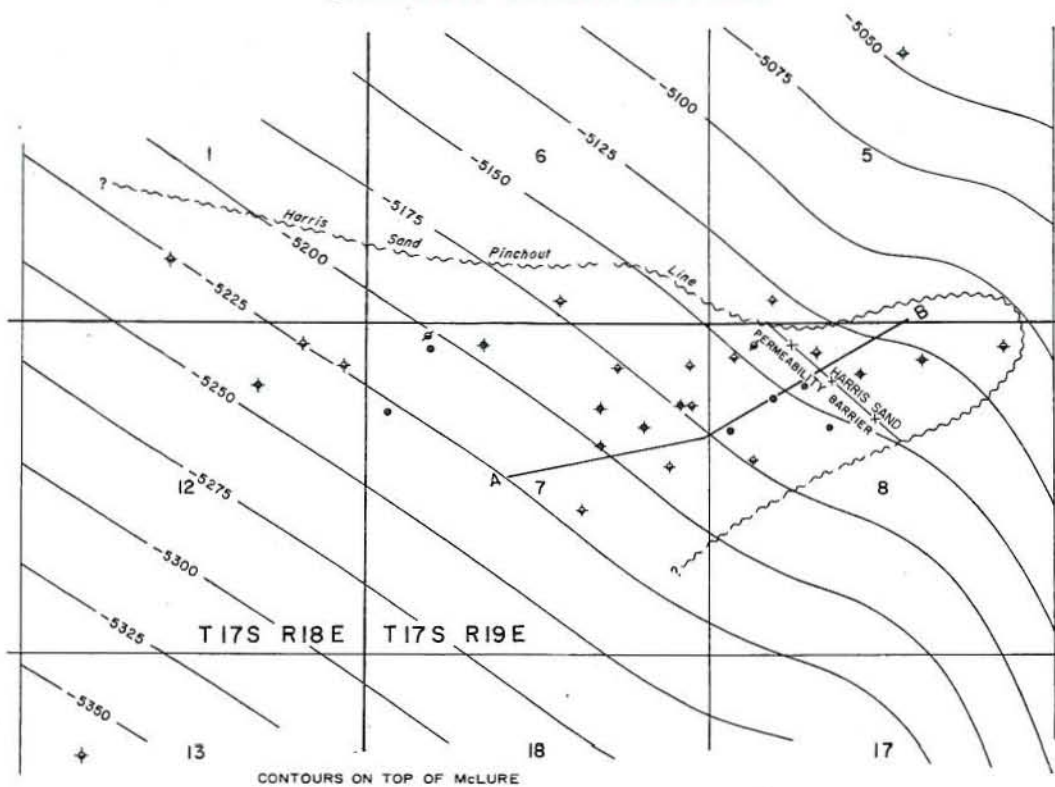 -5050
-5075
-5100
-5125
-5150
-5175
-5200
-5225
-5250
-5275
-5300
-5325
-5350
1
6
5
?
Harris
Sand
Pinchout
Line
B
PERMEABILITY BARRIER
HARRIS SAND
A
12
7
8
?
T17S R18E
T17S R19E
13
18
17
CONTOURS ON TOP OF McLURE